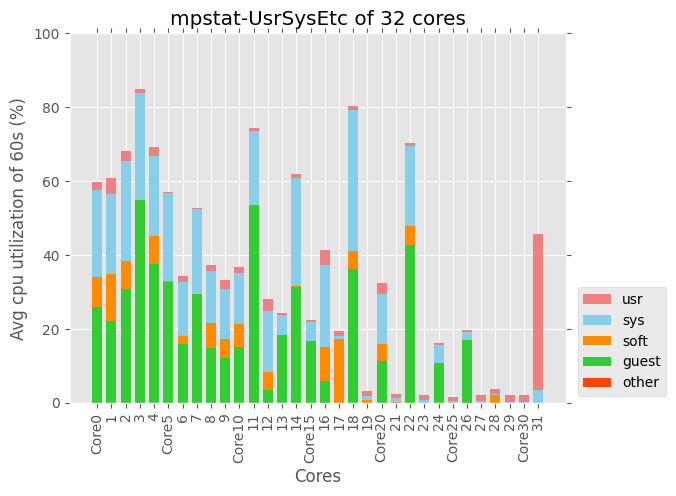 mpstat-UsrSysEtc of 32 cores
Avg cpu utilization of 60s (%)
100
80
60
40
20
0
Core0
1
2
3
4
Core5
6
7
8
9
Core10
11
12
13
14
Core15
16
17
18
19
Core20
21
22
23
24
Core25
26
27
28
29
Core30
31
Cores
usr
sys
soft
guest
other